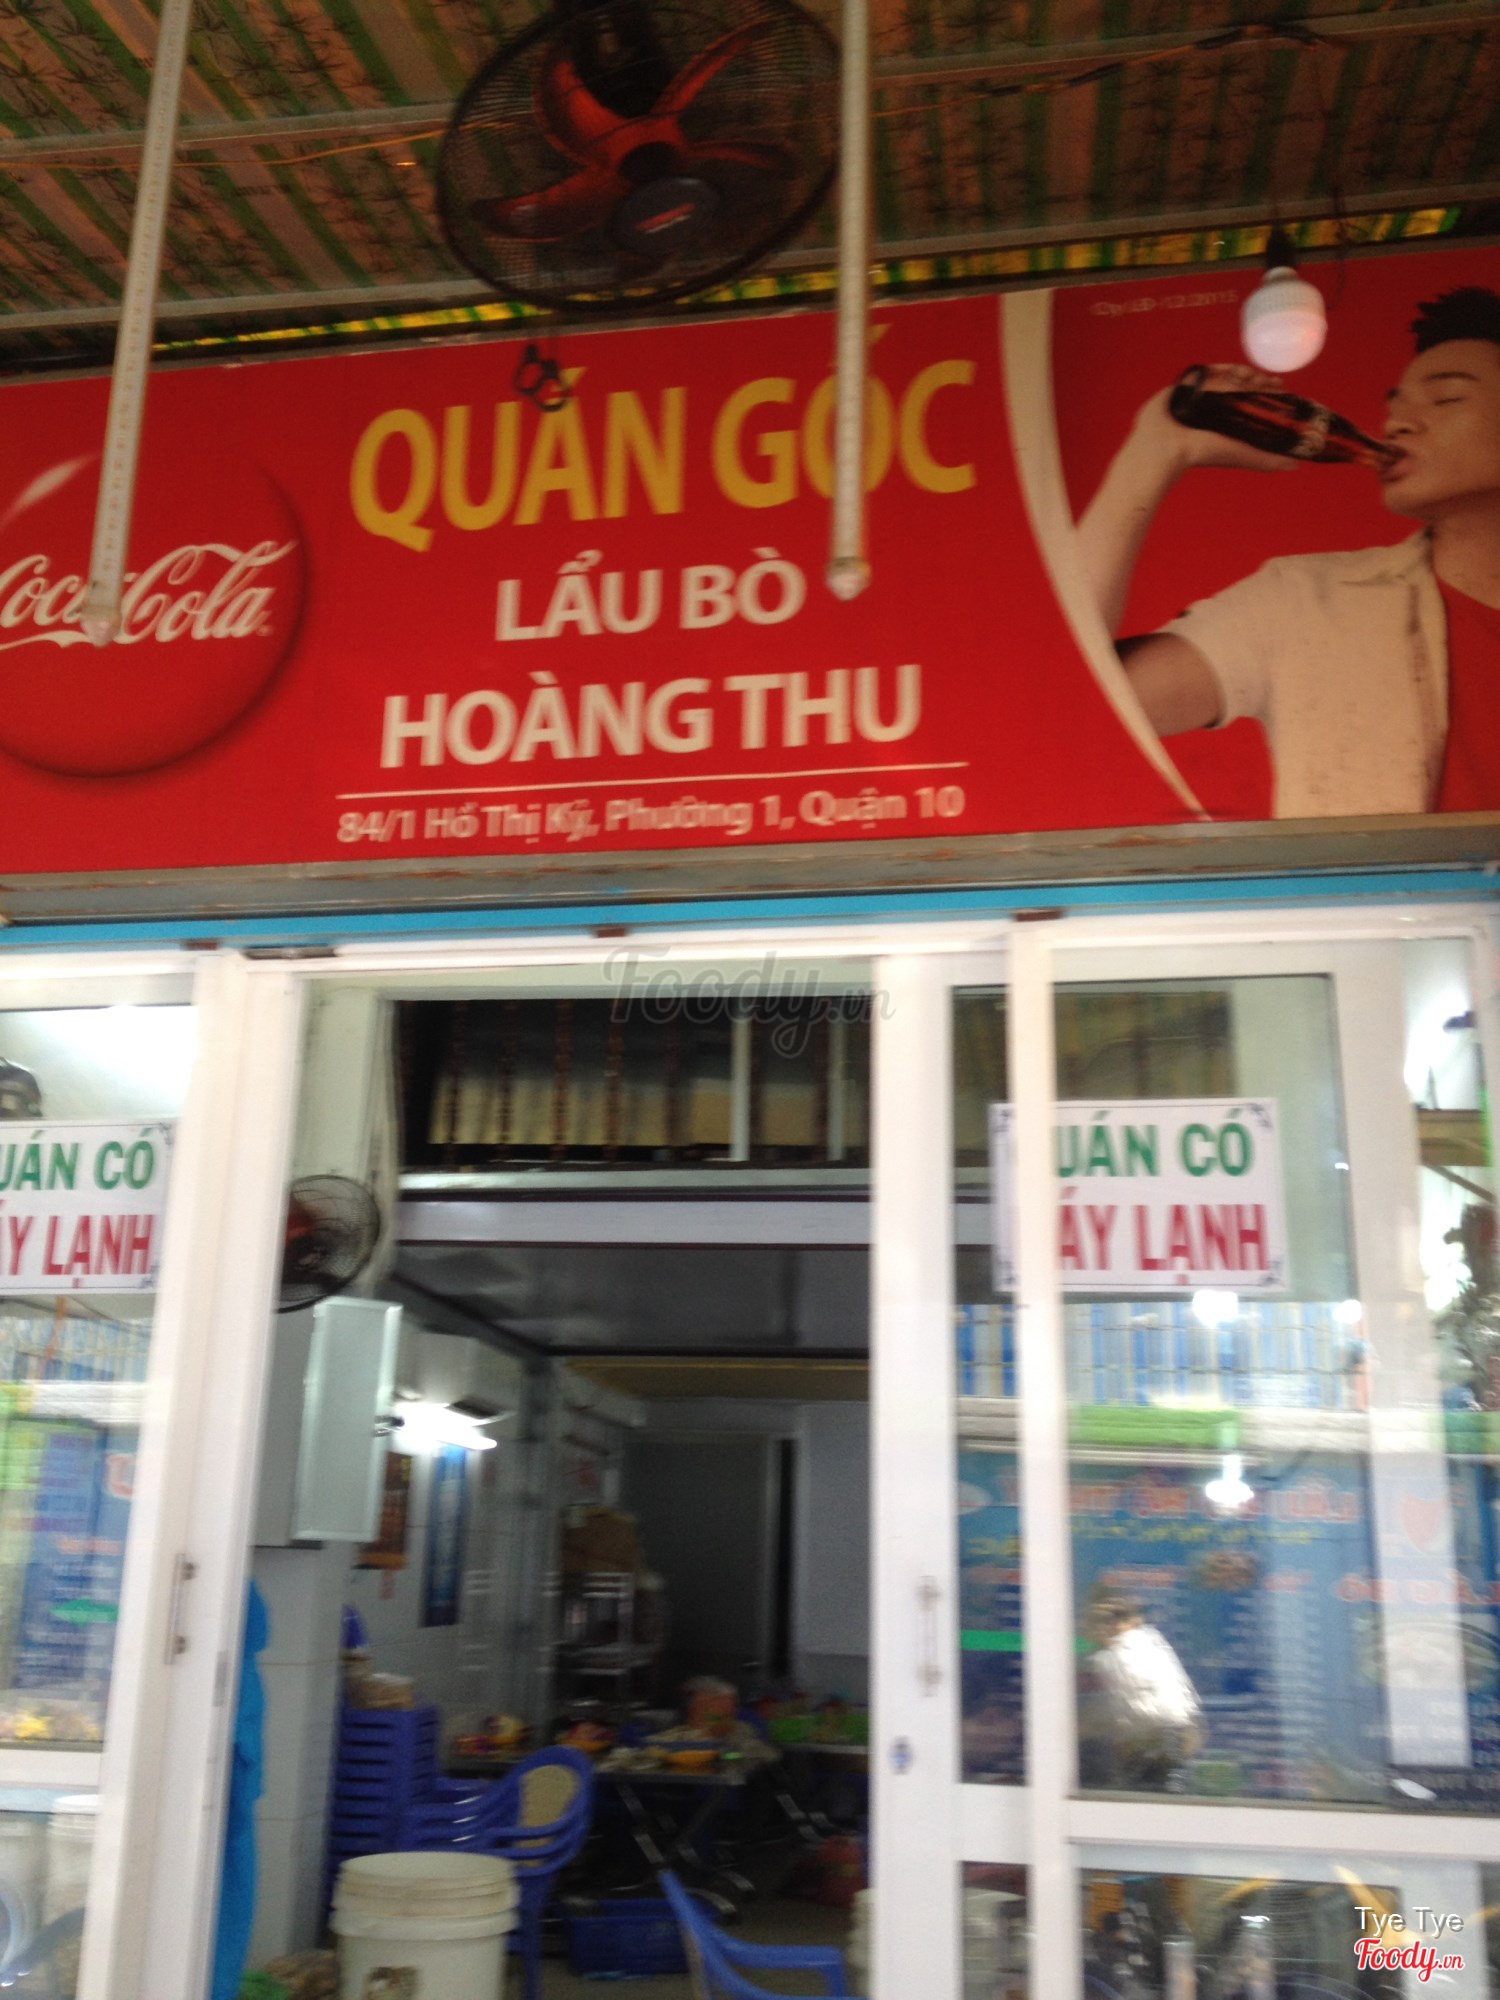 Coca-Cola
QUÁN GỐC
LẨU BÒ
HOÀNG THU
84/1 Hồ Thị Kỷ, Phường 1, Quận 10
Foody.vn
UÁN CÓ
ÁY LẠNH
UÁN CÓ
ÁY LẠNH
Tye Tye
Foody.vn